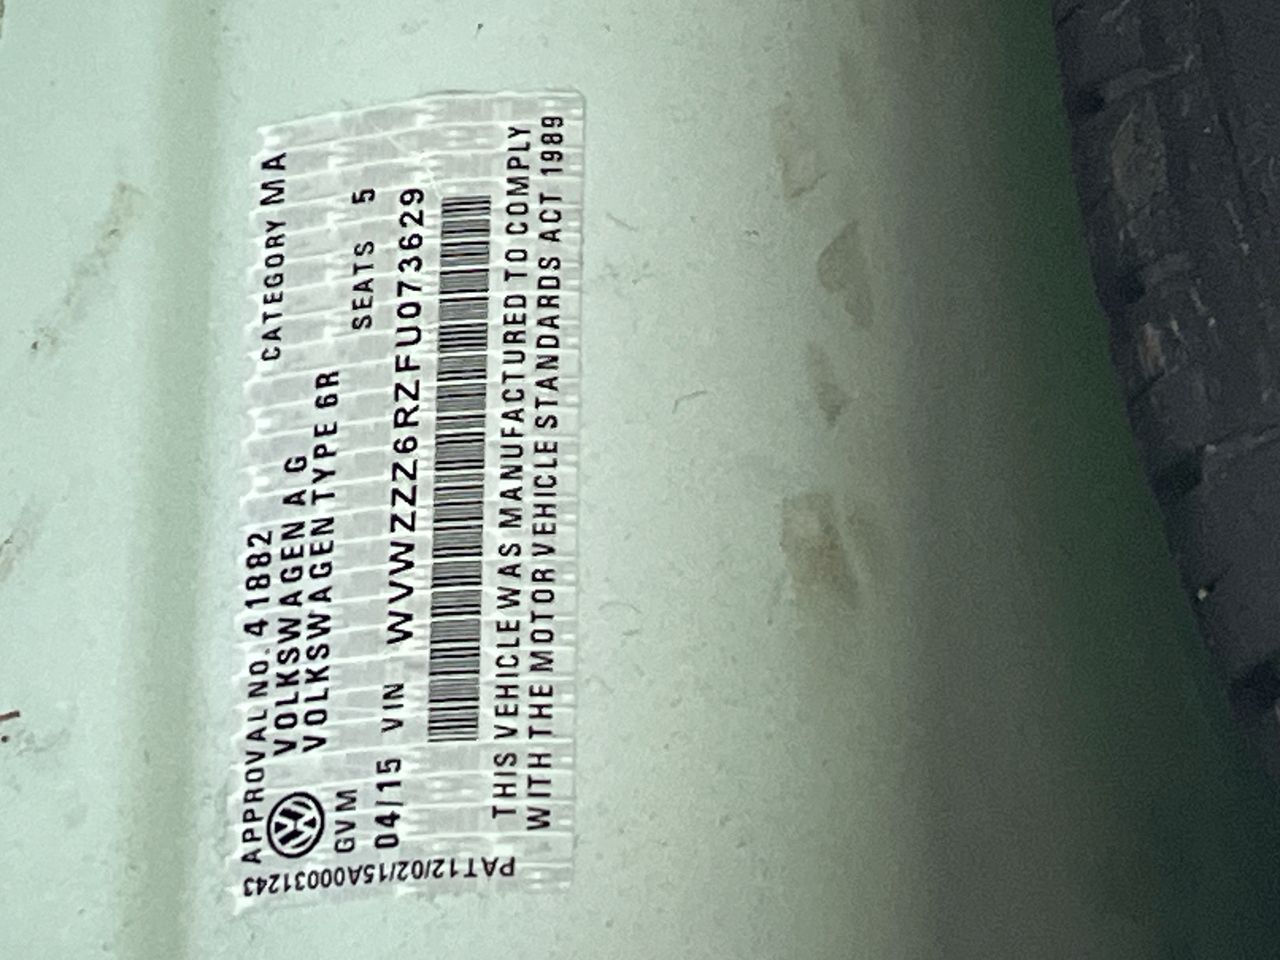 APPROVAL NO. 41882 CATEGORY MA
VOLKSWAGEN AG
VOLKSWAGEN TYPE 6R
GVM SEATS 5
04/15 VIN WVWZZZ6RZFU073629
THIS VEHICLE WAS MANUFACTURED TO COMPLY
WITH THE MOTOR VEHICLE STANDARDS ACT 1989
PAT12/02/15A00031243